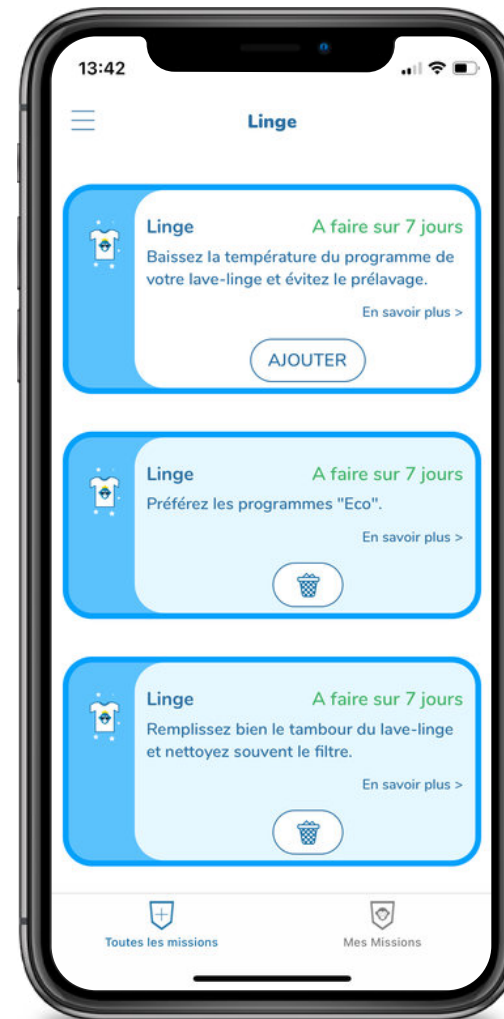 13:42
Linge
Linge
A faire sur 7 jours
Baissez la température du programme de
votre lave-linge et évitez le prélavage.
En savoir plus >
AJOUTER
Linge
A faire sur 7 jours
Préférez les programmes "Eco".
En savoir plus >
Linge
A faire sur 7 jours
Remplissez bien le tambour du lave-linge
et nettoyez souvent le filtre.
En savoir plus >
Toutes les missions
Mes Missions